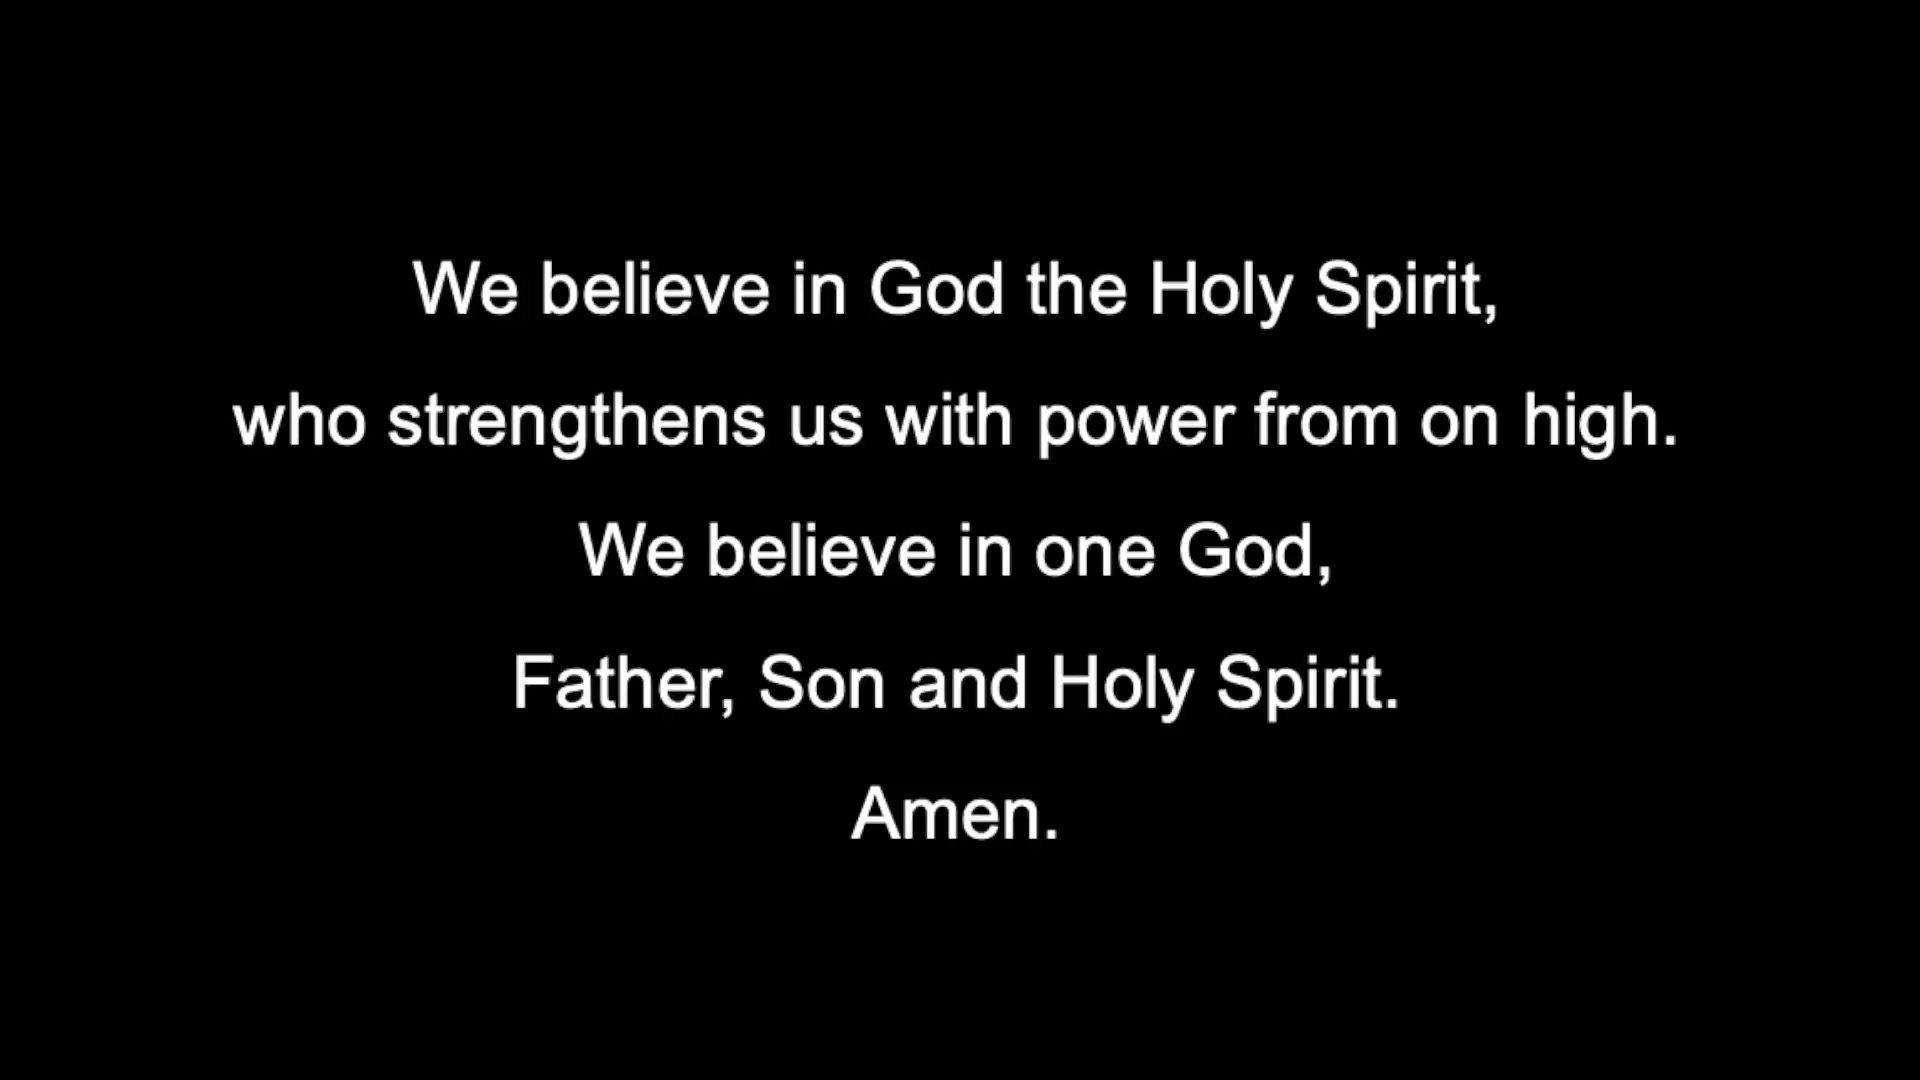 We believe in God the Holy Spirit,
who strengthens us with power from on high.
We believe in one God,
Father, Son and Holy Spirit.
Amen.